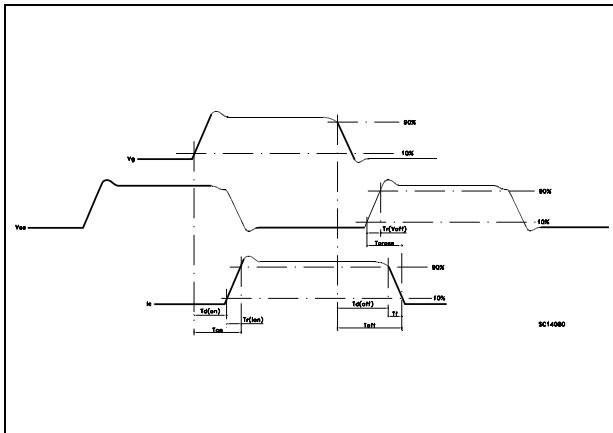 90%
10%
Vg
90%
Vce
10%
Tr(Voff)
Tcross
90%
Ic
10%
Td(on)
Td(off)
Tf
Tr(Ion)
Ton
Toff
SC14080